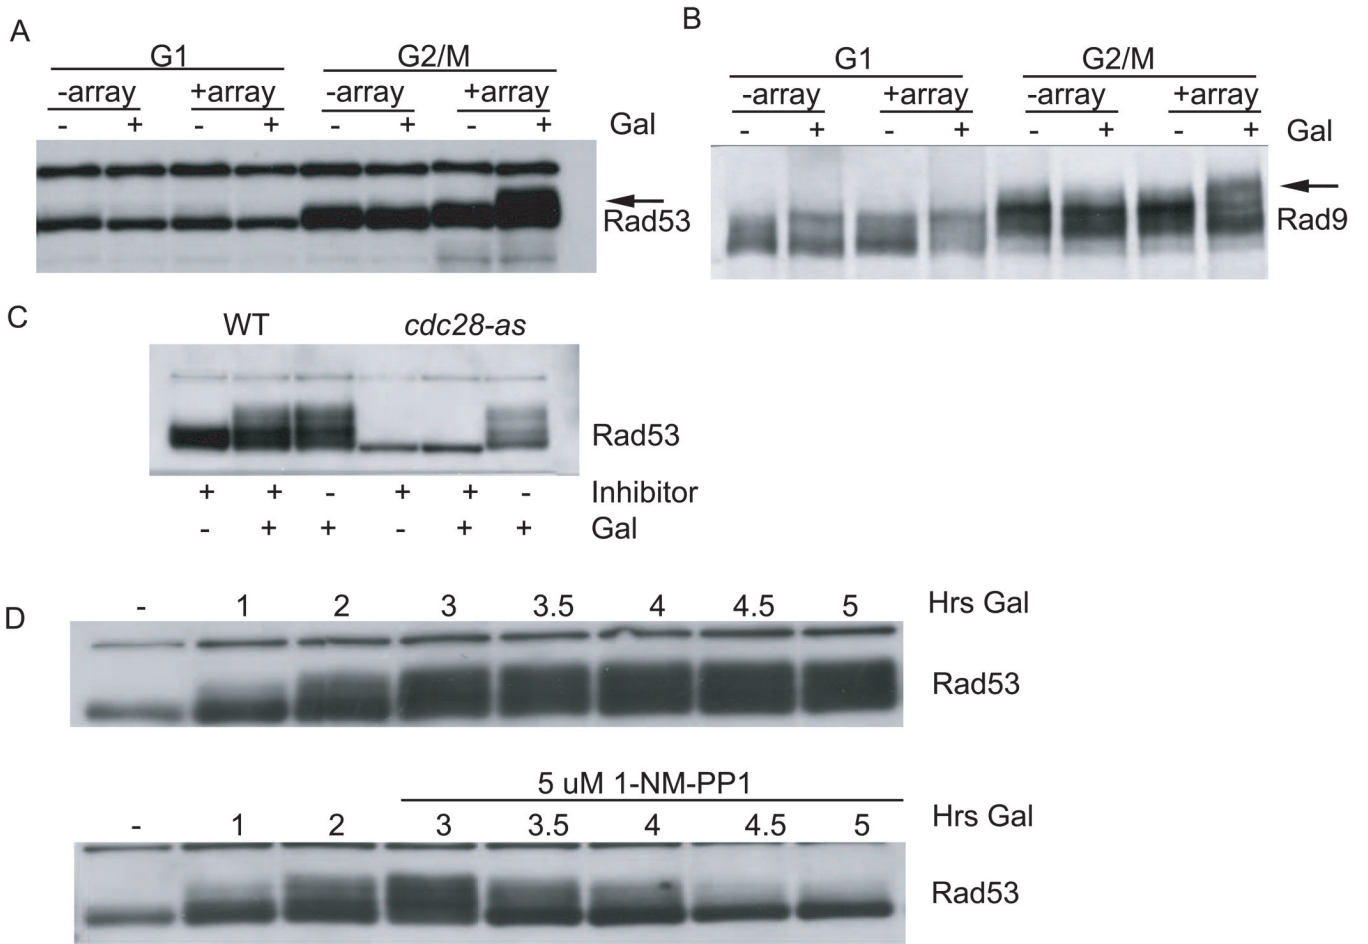 A
G1 G2/M
-array +array -array +array
- + - + - + - + Gal
Rad53
B
G1 G2/M
-array +array -array +array
- + - + - + - + Gal
Rad9
C
WT cdc28-as
Rad53
+ + - + + - Inhibitor
- + + - + + Gal
D
- 1 2 3 3.5 4 4.5 5 Hrs Gal
Rad53
5 uM 1-NM-PP1
- 1 2 3 3.5 4 4.5 5 Hrs Gal
Rad53